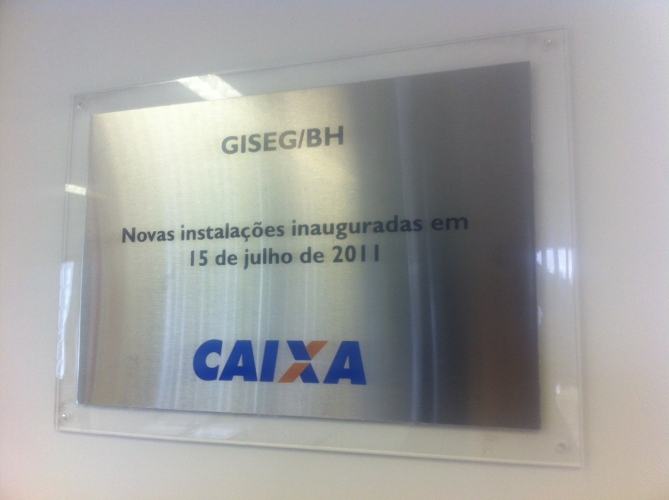 GISEG/BH
Novas instalações inauguradas em
15 de julho de 2011
CAIXA